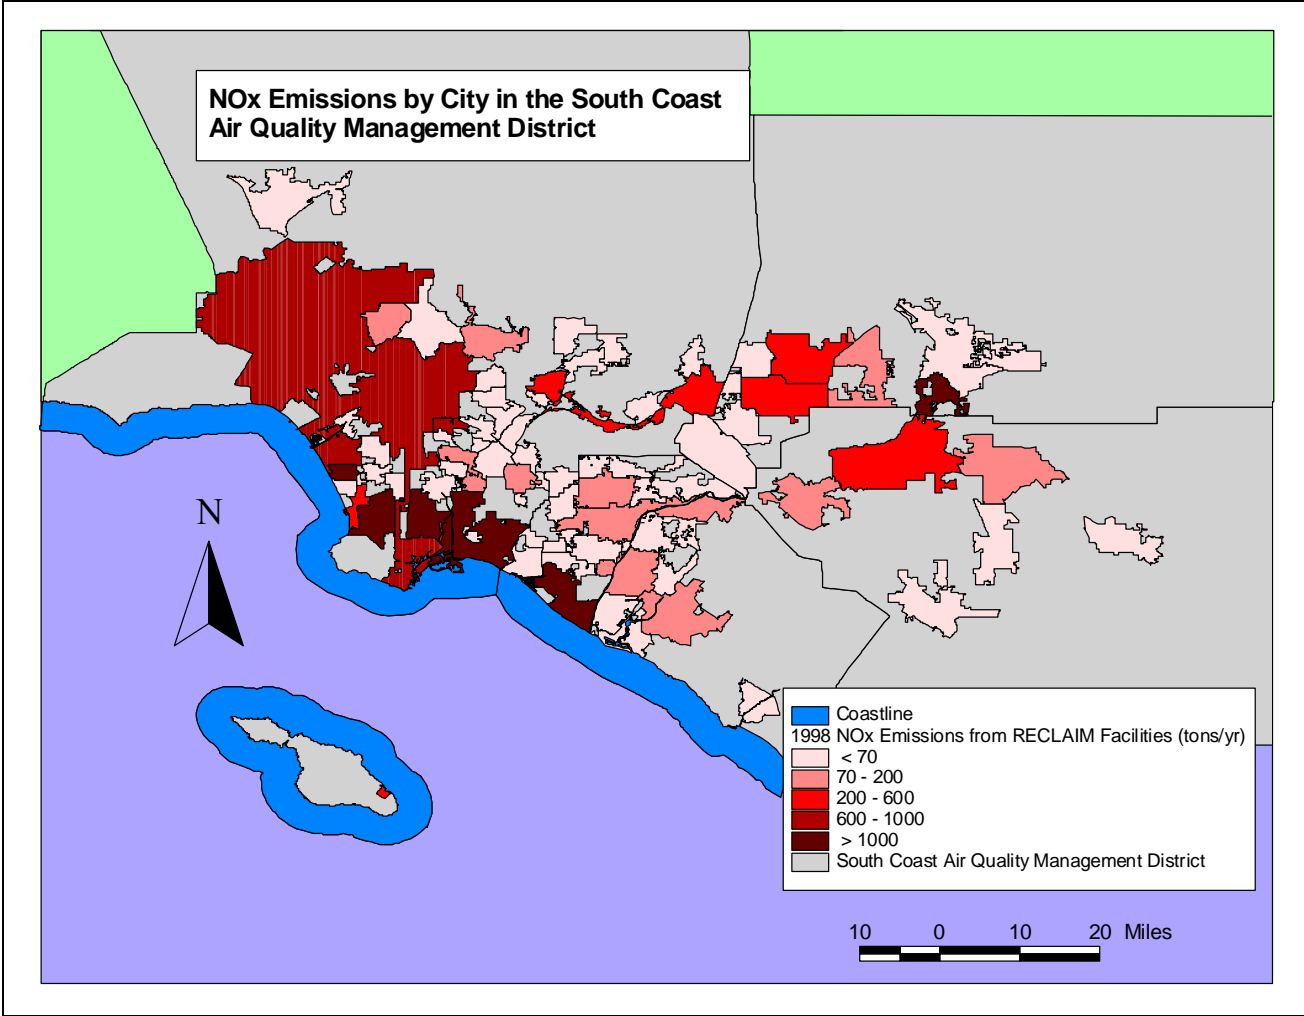 NOx Emissions by City in the South Coast
Air Quality Management District
N
Coastline
1998 NOx Emissions from RECLAIM Facilities (tons/yr)
< 70
70 - 200
200 - 600
600 - 1000
> 1000
South Coast Air Quality Management District
10 0 10 20 Miles